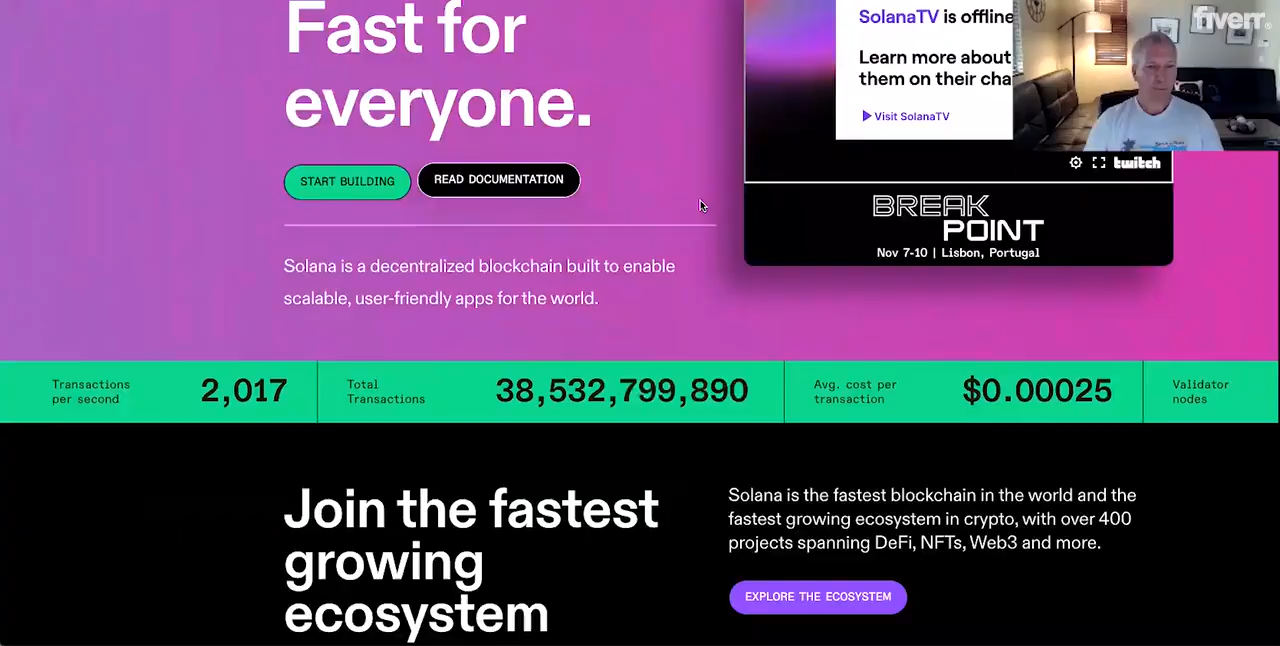 Fast for
everyone.
START BUILDING
READ DOCUMENTATION
Solana is a decentralized blockchain built to enable
scalable, user-friendly apps for the world.
SolanaTV is offline
Learn more about
them on their cha
Visit SolanaTV
fiverr.
twitch
BREAK
POINT
Nov 7-10 | Lisbon, Portugal
Transactions
per second
2,017
Total
Transactions
38,532,799,890
Avg. cost per
transaction
$0.00025
Validator
nodes
Join the fastest
growing
ecosystem
Solana is the fastest blockchain in the world and the
fastest growing ecosystem in crypto, with over 400
projects spanning DeFi, NFTs, Web3 and more.
EXPLORE THE ECOSYSTEM